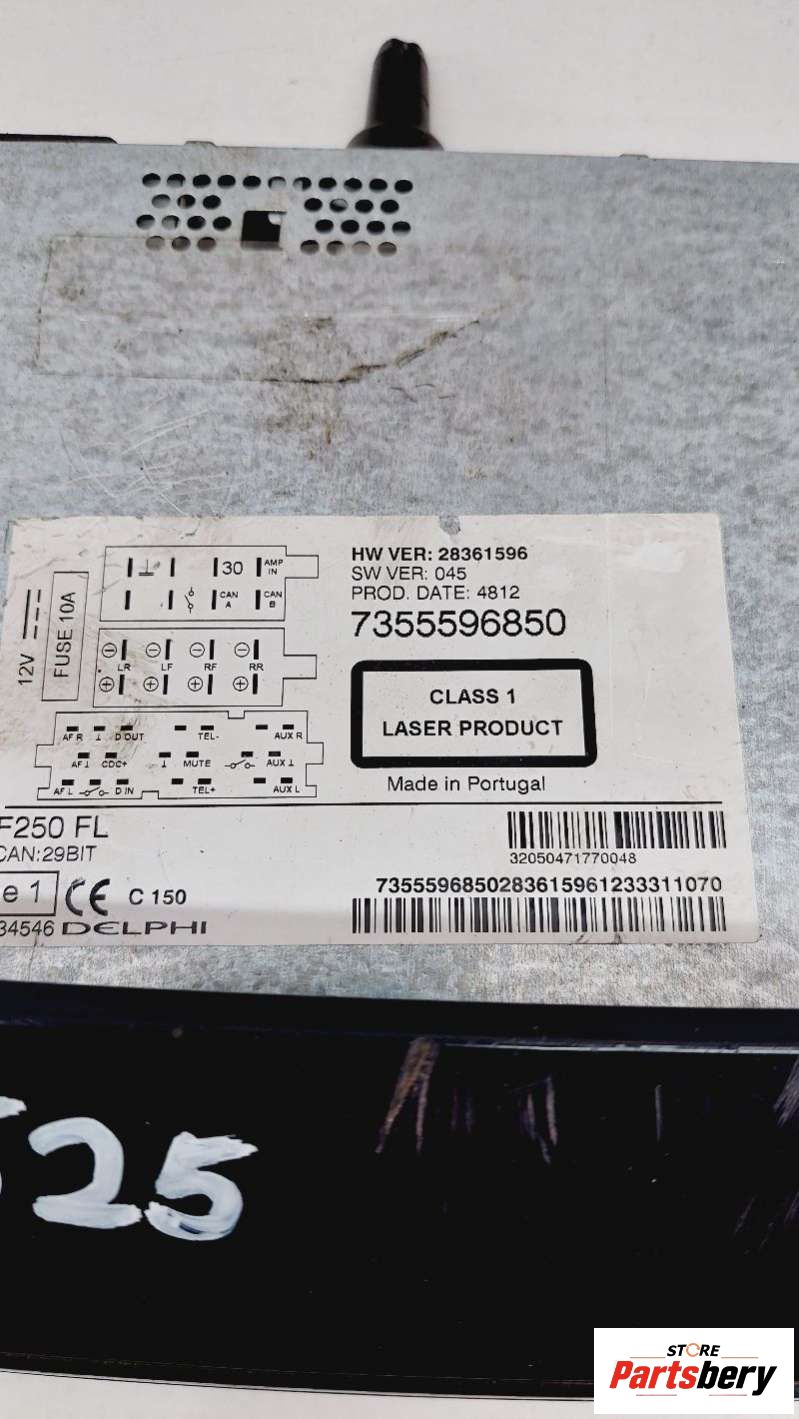 30 AMP IN
CAN A CAN B
12V
FUSE 10A
LR LF RF RR
AF R D OUT TEL- AUX R
AF CDC+ MUTE AUX
AF L D IN TEL+ AUX L
HW VER: 28361596
SW VER: 045
PROD. DATE: 4812
7355596850
CLASS 1
LASER PRODUCT
Made in Portugal
F250 FL
CAN:29BIT
32050471770048
e 1 CE C 150
34546 DELPHI
7355596850283615961233311070
25
STORE
Partsbery